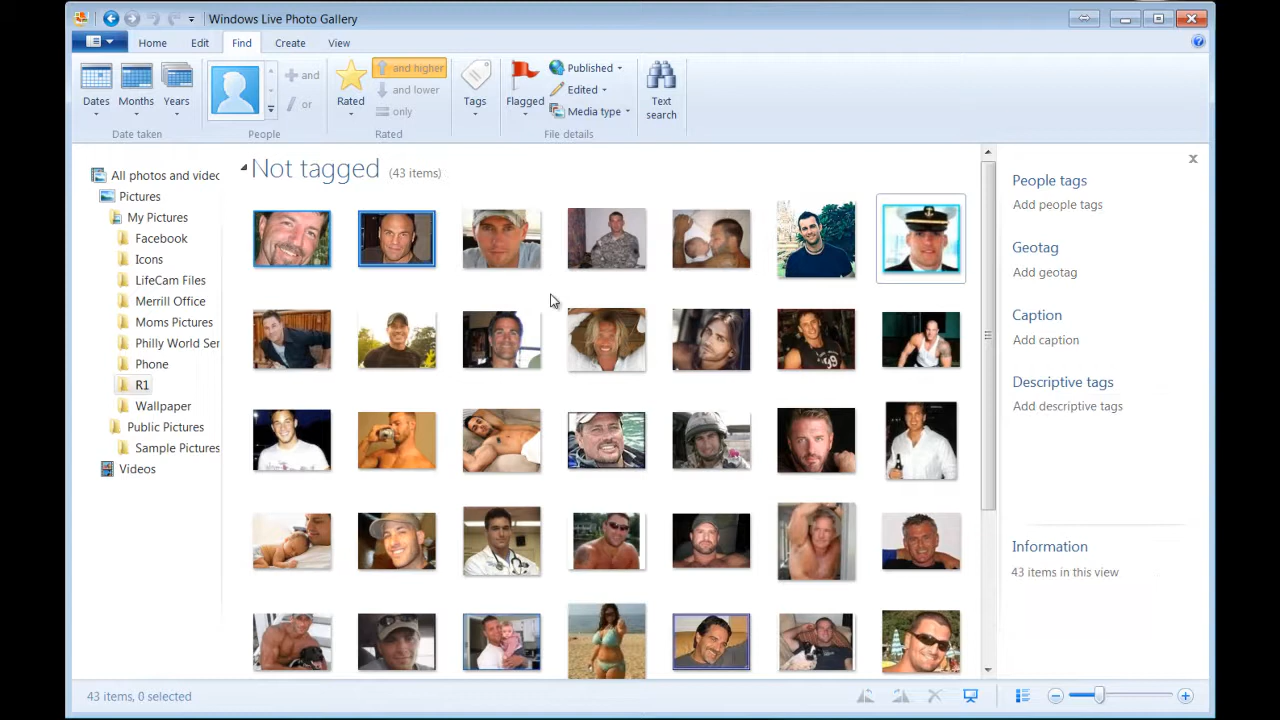 Windows Live Photo Gallery
Home Edit Find Create View
Dates Months Years
Date taken
and
or
People
Rated
and higher
and lower
only
Rated
Tags
Flagged
Published
Edited
Media type
File details
Text search
All photos and videc
Pictures
My Pictures
Facebook
Icons
LifeCam Files
Merrill Office
Moms Pictures
Philly World Ser
Phone
R1
Wallpaper
Public Pictures
Sample Pictures
Videos
Not tagged (43 items)
People tags
Add people tags
Geotag
Add geotag
Caption
Add caption
Descriptive tags
Add descriptive tags
Information
43 items in this view
43 items, 0 selected